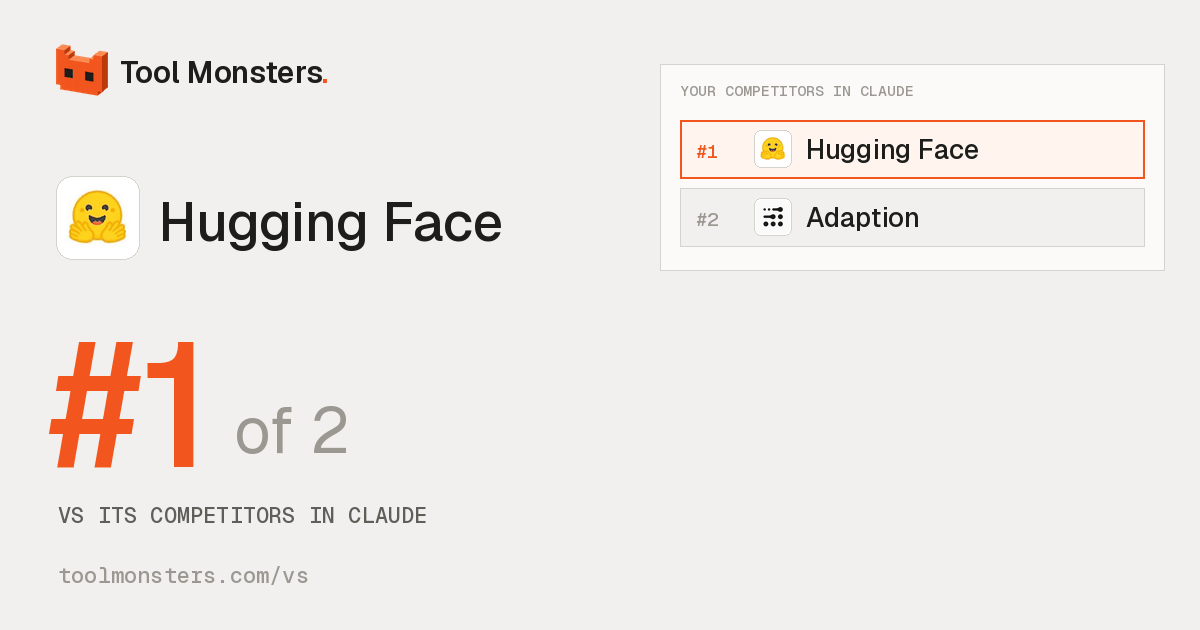 Tool Monsters.
Hugging Face
#1 of 2
VS ITS COMPETITORS IN CLAUDE
toolmonsters.com/vs
YOUR COMPETITORS IN CLAUDE
#1 Hugging Face
#2 Adaption